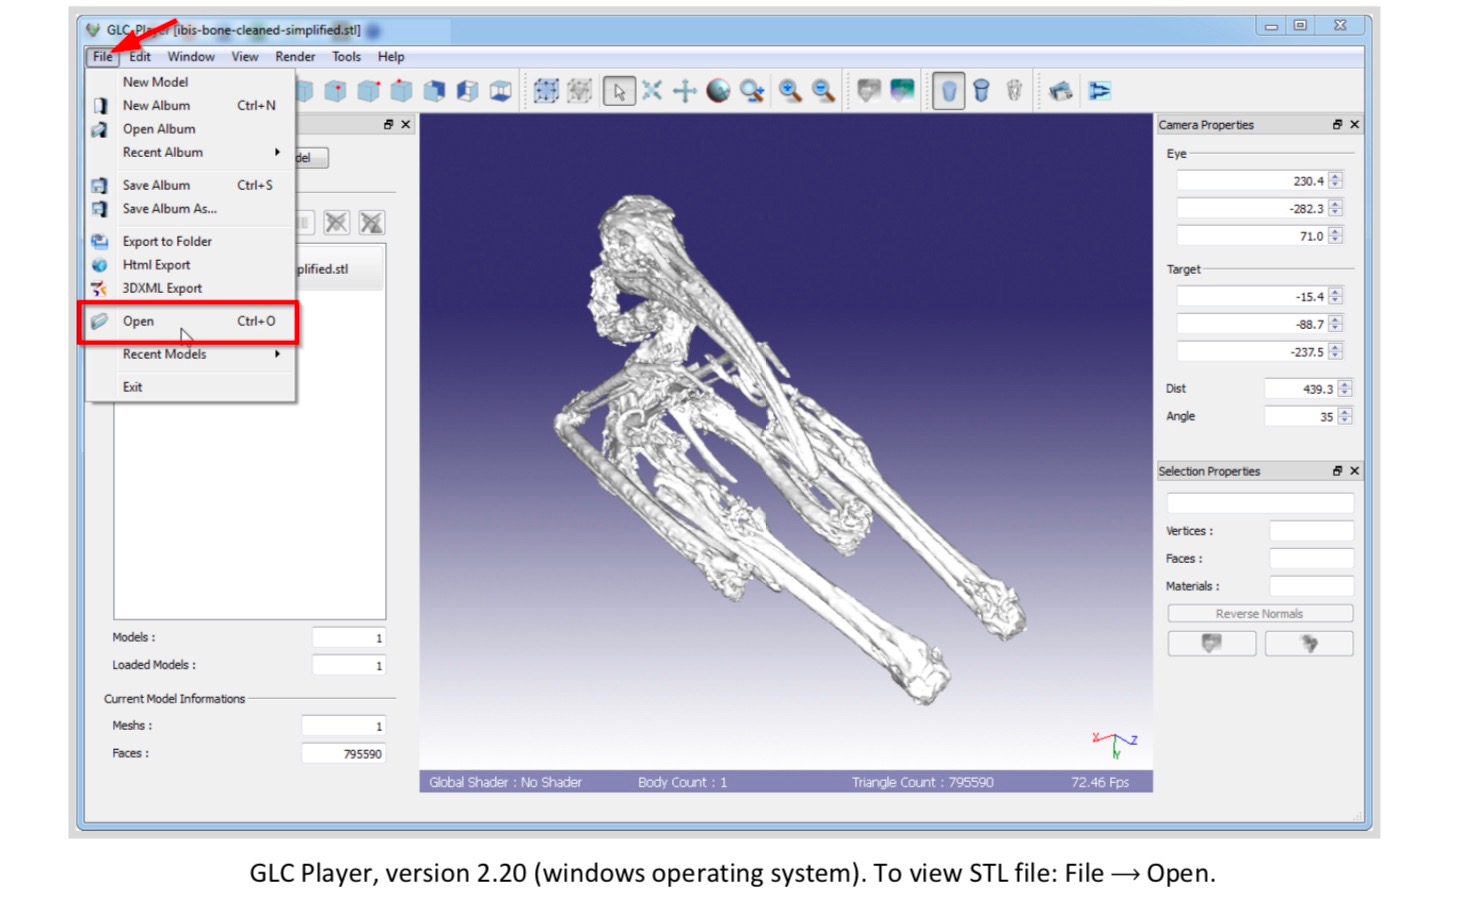 GLC Player [ibis-bone-cleaned-simplified.stl]
File Edit Window View Render Tools Help
New Model
New Album Ctrl+N
Open Album
Recent Album
Save Album Ctrl+S
Save Album As...
Export to Folder
Html Export
3DXML Export
Open Ctrl+O
Recent Models
Exit
del
plified.stl
Models : 1
Loaded Models : 1
Current Model Informations
Meshs : 1
Faces : 795590
Global Shader : No Shader Body Count : 1 Triangle Count : 795590 72.46 Fps
X Z
Y
Camera Properties
Eye
230.4
-282.3
71.0
Target
-15.4
-88.7
-237.5
Dist 439.3
Angle 35
Selection Properties
Vertices :
Faces :
Materials :
Reverse Normals
GLC Player, version 2.20 (windows operating system). To view STL file: File ⟶ Open.